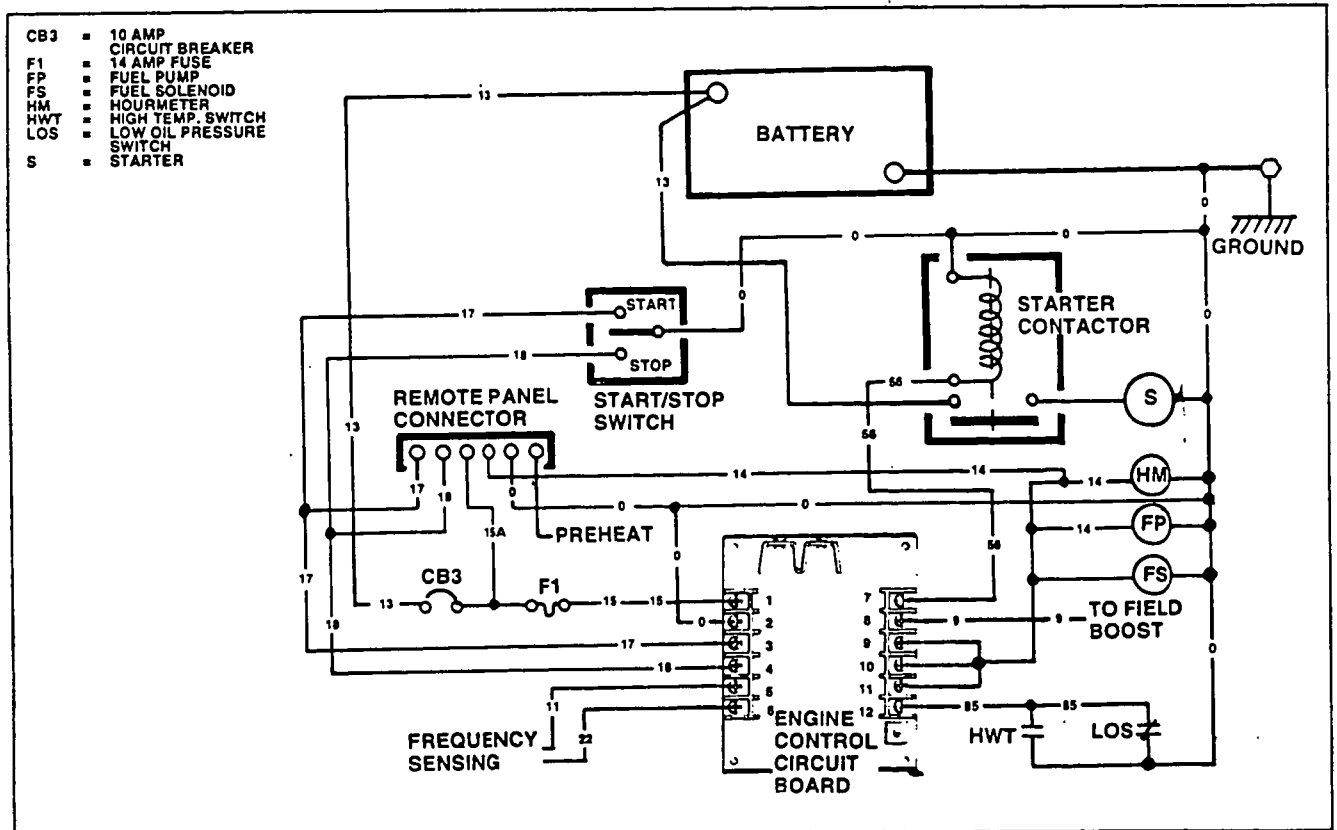 CB3 = 10 AMP
CIRCUIT BREAKER
F1 = 14 AMP FUSE
FP = FUEL PUMP
FS = FUEL SOLENOID
HM = HOURMETER
HWT = HIGH TEMP. SWITCH
LOS = LOW OIL PRESSURE
SWITCH
S = STARTER
13
BATTERY
13
0
GROUND
0
0
0
STARTER
CONTACTOR
0
17
START
18
STOP
START/STOP
SWITCH
56
S
REMOTE PANEL
CONNECTOR
13
56
17
18
15A
0
14
14
14
HM
0
0
PREHEAT
0
56
14
FP
FS
17
18
13
CB3
F1
15
15
0
17
18
11
22
1
2
3
4
5
6
7
8
9
10
11
12
9
9
TO FIELD
BOOST
0
85
85
HWT
LOS
FREQUENCY
SENSING
ENGINE
CONTROL
CIRCUIT
BOARD